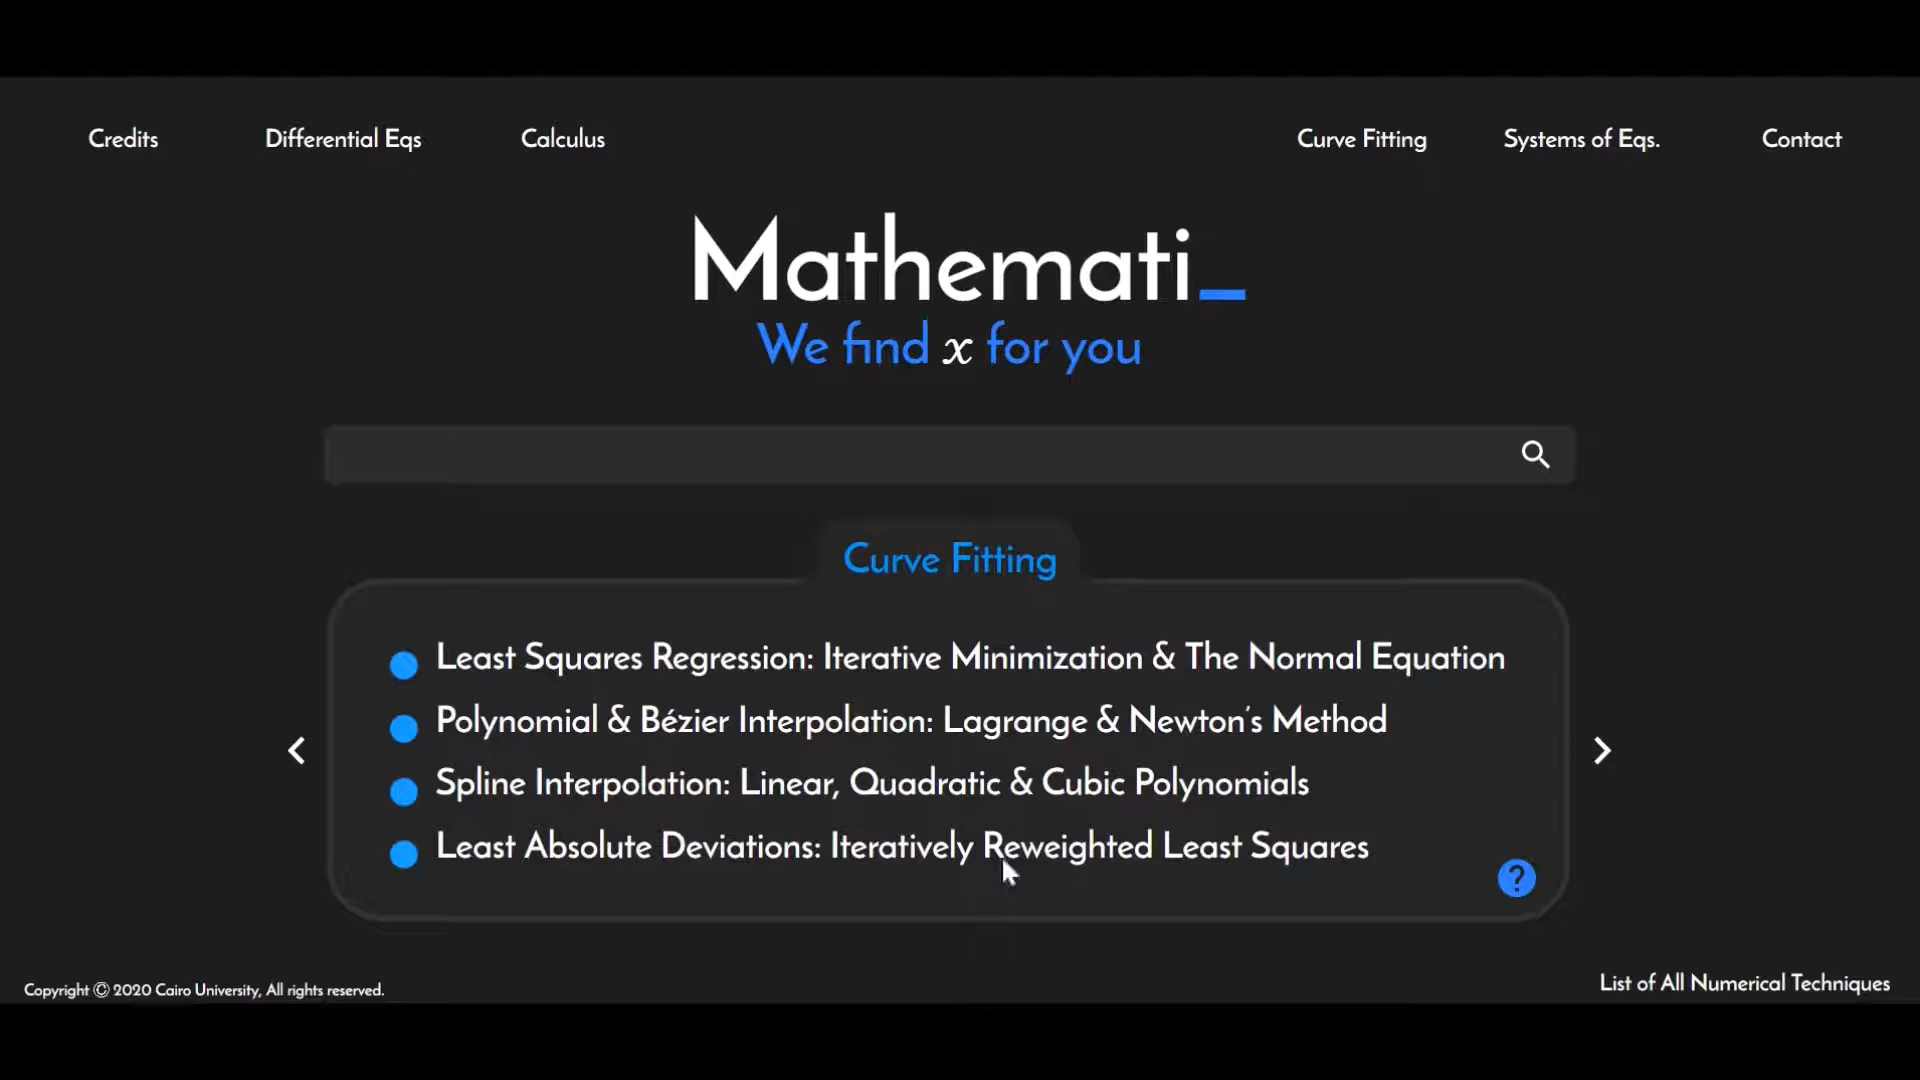 Credits Differential Eqs Calculus Curve Fitting Systems of Eqs. Contact
Mathemati_
We find x for you
Curve Fitting
Least Squares Regression: Iterative Minimization & The Normal Equation
Polynomial & Bézier Interpolation: Lagrange & Newton's Method
Spline Interpolation: Linear, Quadratic & Cubic Polynomials
Least Absolute Deviations: Iteratively Reweighted Least Squares
?
Copyright © 2020 Cairo University, All rights reserved.
List of All Numerical Techniques